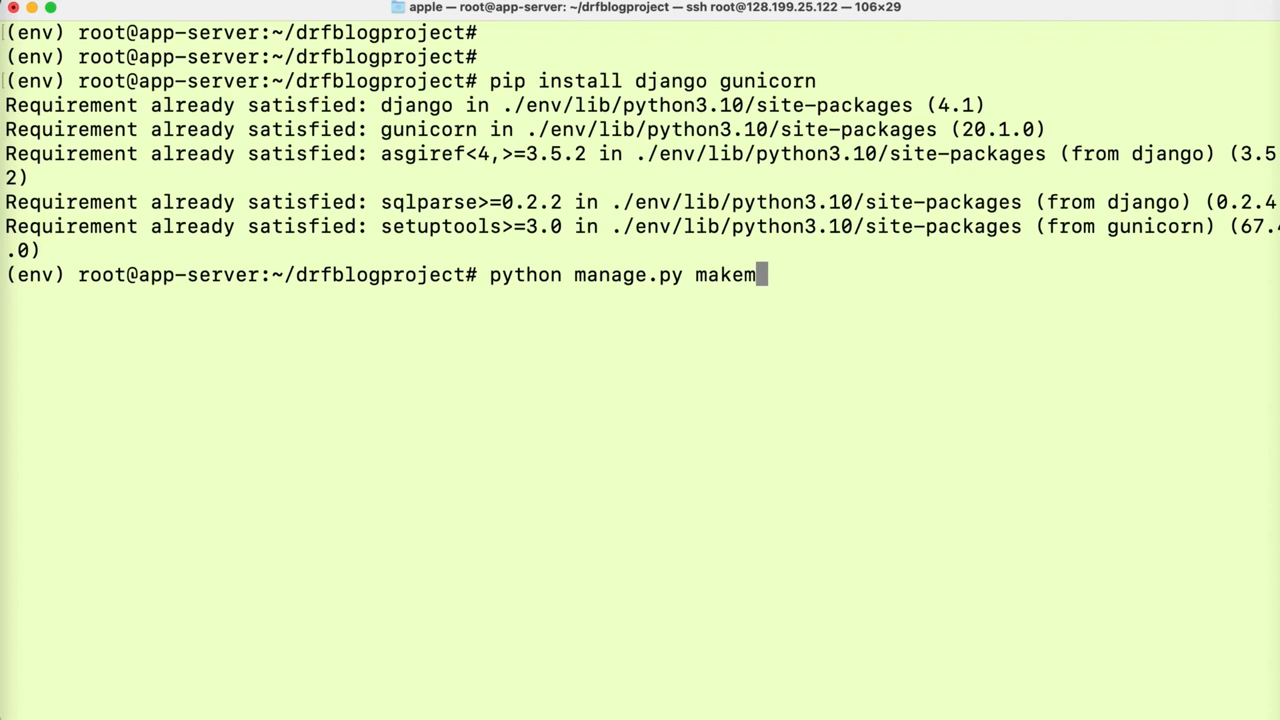 apple — root@app-server: ~/drfblogproject — ssh root@128.199.25.122 — 106×29
(env) root@app-server:~/drfblogproject#
(env) root@app-server:~/drfblogproject#
(env) root@app-server:~/drfblogproject# pip install django gunicorn
Requirement already satisfied: django in ./env/lib/python3.10/site-packages (4.1)
Requirement already satisfied: gunicorn in ./env/lib/python3.10/site-packages (20.1.0)
Requirement already satisfied: asgiref<4,>=3.5.2 in ./env/lib/python3.10/site-packages (from django) (3.5
2)
Requirement already satisfied: sqlparse>=0.2.2 in ./env/lib/python3.10/site-packages (from django) (0.2.4
Requirement already satisfied: setuptools>=3.0 in ./env/lib/python3.10/site-packages (from gunicorn) (67.4
.0)
(env) root@app-server:~/drfblogproject# python manage.py makem